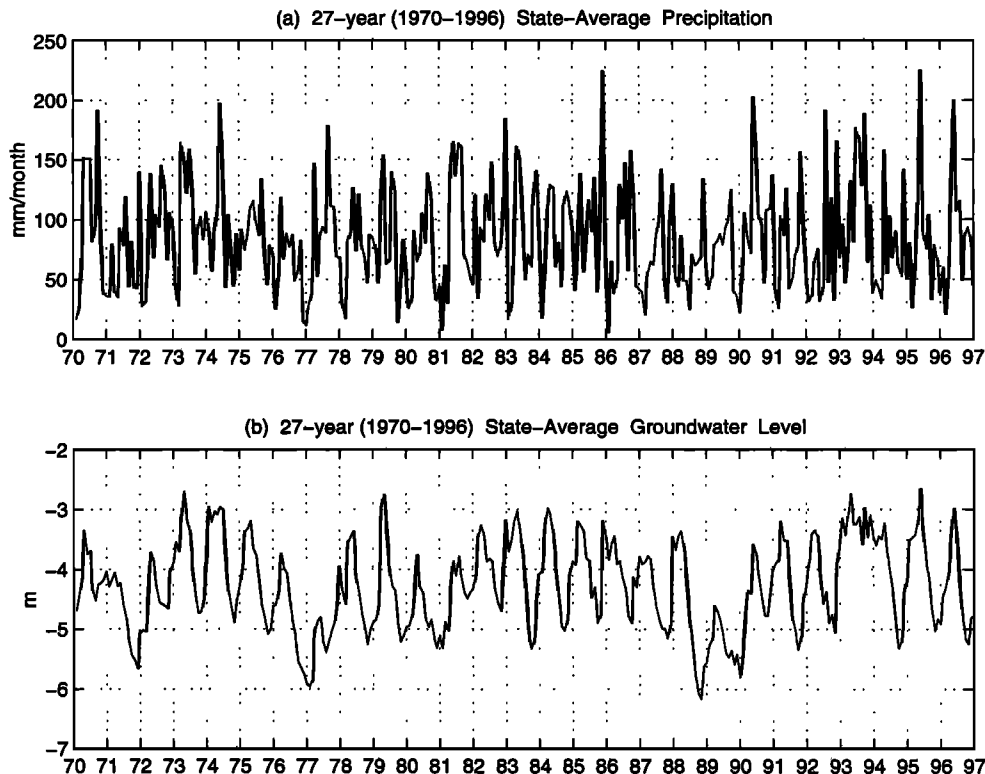 (a) 27-year (1970-1996) State-Average Precipitation
250
200
150
100
50
0
mm/month
70 71 72 73 74 75 76 77 78 79 80 81 82 83 84 85 86 87 88 89 90 91 92 93 94 95 96 97
(b) 27-year (1970-1996) State-Average Groundwater Level
-2
-3
-4
-5
-6
-7
m
70 71 72 73 74 75 76 77 78 79 80 81 82 83 84 85 86 87 88 89 90 91 92 93 94 95 96 97